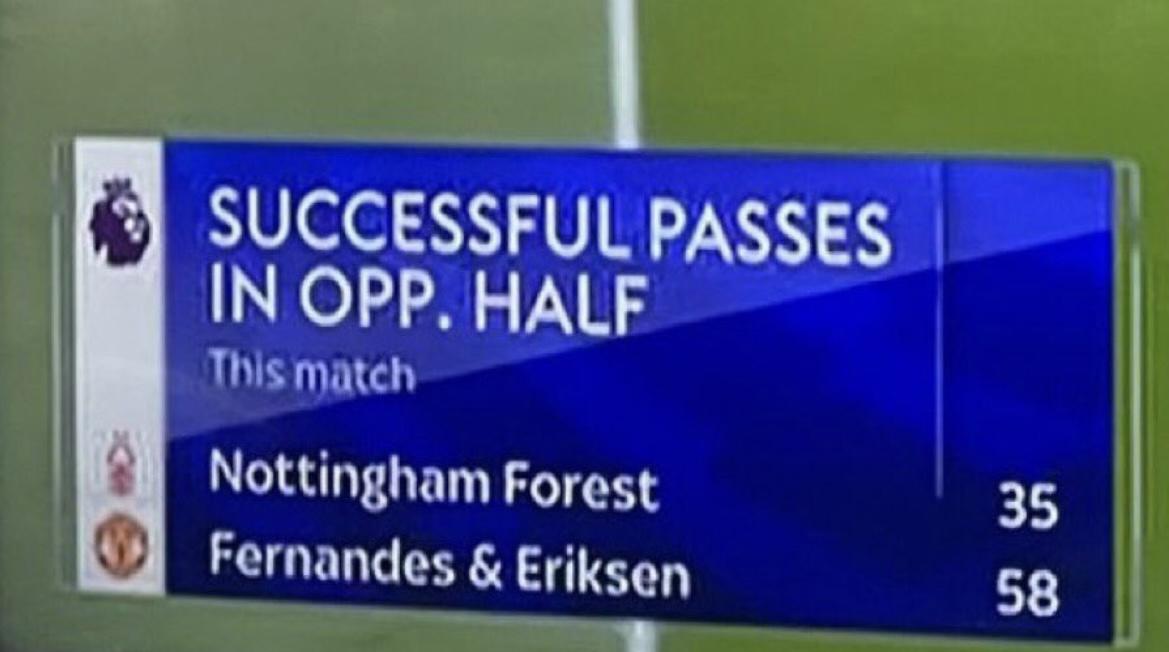 SUCCESSFUL PASSES
IN OPP. HALF
This match
Nottingham Forest 35
Fernandes & Eriksen 58